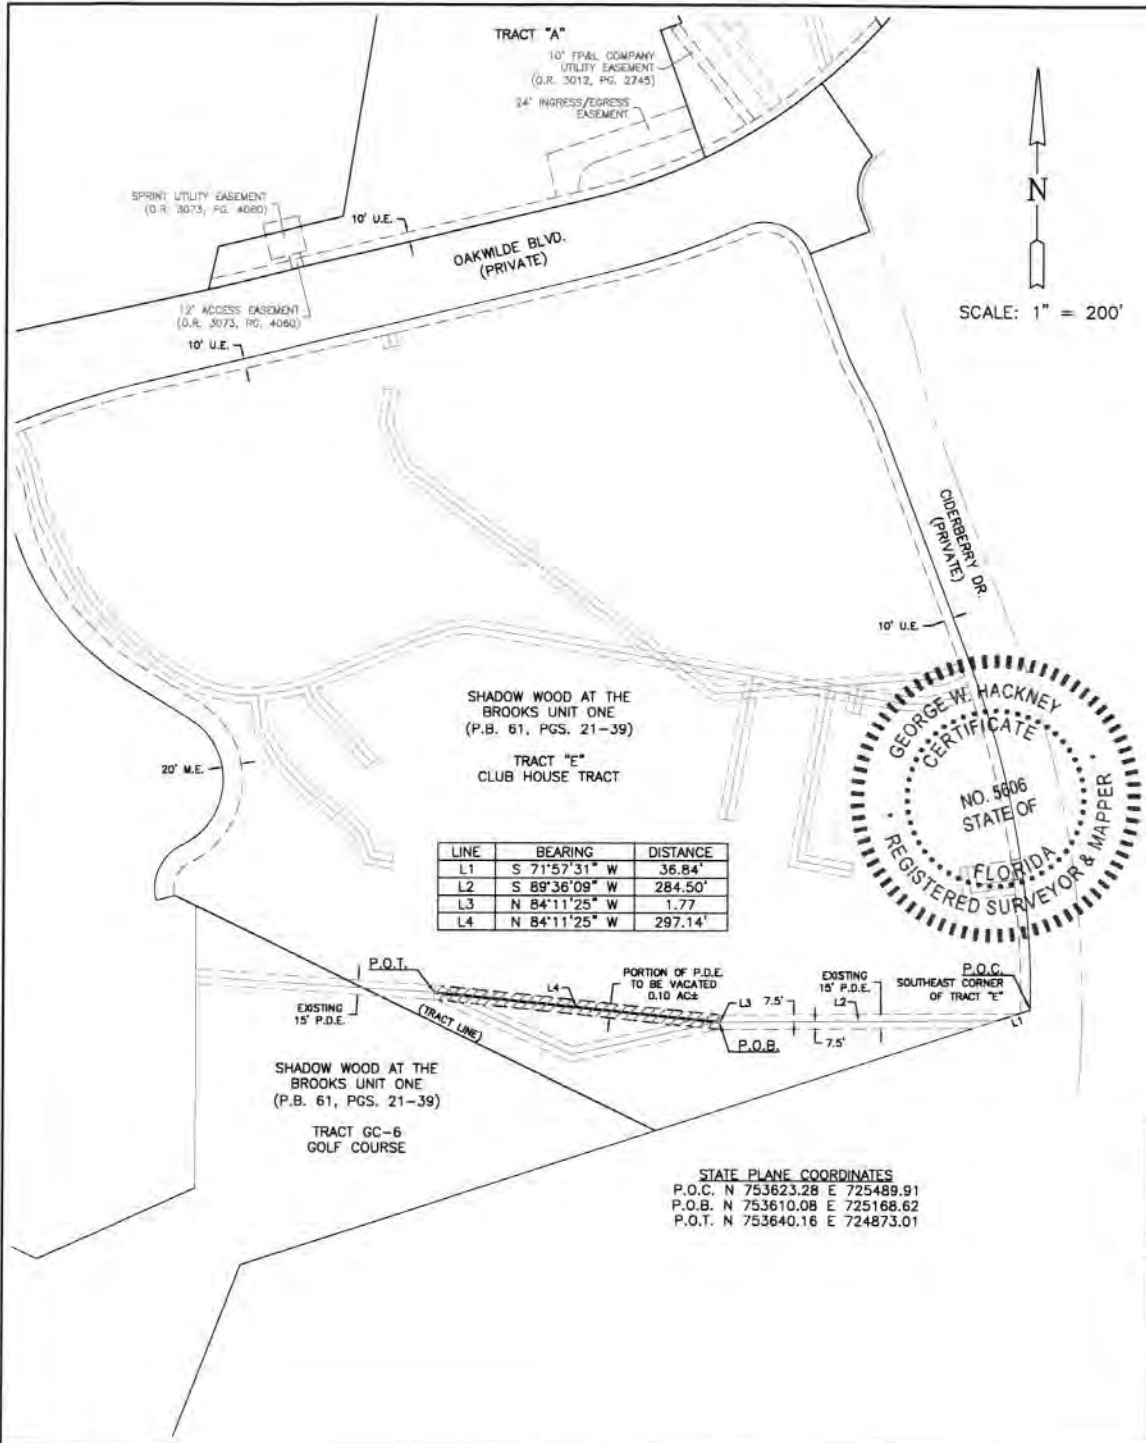 TRACT "A"
10' FP&L COMPANY
UTILITY EASEMENT
(O.R. 3012, PG. 2745)
24' INGRESS/EGRESS
EASEMENT
N
SCALE: 1" = 200'
SPRINT UTILITY EASEMENT
(O.R. 3073, PG. 4060)
10' U.E.
OAKWILDE BLVD.
(PRIVATE)
12' ACCESS EASEMENT
(O.R. 3073, PG. 4060)
10' U.E.
CIDERBERRY DR.
(PRIVATE)
10' U.E.
SHADOW WOOD AT THE
BROOKS UNIT ONE
(P.B. 61, PGS. 21-39)
TRACT "E"
CLUB HOUSE TRACT
20' M.E.
GEORGE W. HACKNEY
CERTIFICATE
NO. 5606
STATE OF
FLORIDA
REGISTERED SURVEYOR & MAPPER
LINE BEARING DISTANCE
L1 S 71°57'31" W 36.84'
L2 S 89°36'09" W 284.50'
L3 N 84°11'25" W 1.77
L4 N 84°11'25" W 297.14'
P.O.T.
L4
PORTION OF P.D.E.
TO BE VACATED
0.10 AC±
L3
7.5'
EXISTING
15' P.D.E.
L2
P.O.C.
SOUTHEAST CORNER
OF TRACT "E"
L1
EXISTING
15' P.D.E.
(TRACT LINE)
P.O.B.
7.5'
SHADOW WOOD AT THE
BROOKS UNIT ONE
(P.B. 61, PGS. 21-39)
TRACT GC-6
GOLF COURSE
STATE PLANE COORDINATES
P.O.C. N 753623.28 E 725489.91
P.O.B. N 753610.08 E 725168.62
P.O.T. N 753640.16 E 724873.01